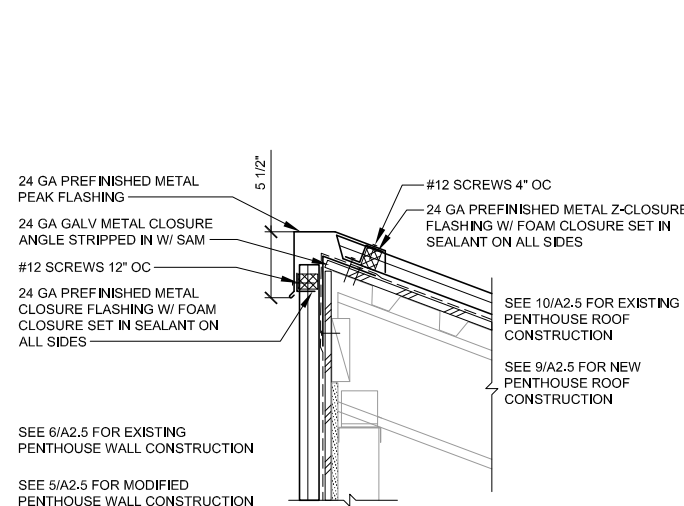 24 GA PREFINISHED METAL
PEAK FLASHING
24 GA GALV METAL CLOSURE
ANGLE STRIPPED IN W/ SAM
#12 SCREWS 12" OC
24 GA PREFINISHED METAL
CLOSURE FLASHING W/ FOAM
CLOSURE SET IN SEALANT ON
ALL SIDES
SEE 6/A2.5 FOR EXISTING
PENTHOUSE WALL CONSTRUCTION
SEE 5/A2.5 FOR MODIFIED
PENTHOUSE WALL CONSTRUCTION
5 1/2"
#12 SCREWS 4" OC
24 GA PREFINISHED METAL Z-CLOSURE
FLASHING W/ FOAM CLOSURE SET IN
SEALANT ON ALL SIDES
SEE 10/A2.5 FOR EXISTING
PENTHOUSE ROOF
CONSTRUCTION
SEE 9/A2.5 FOR NEW
PENTHOUSE ROOF
CONSTRUCTION